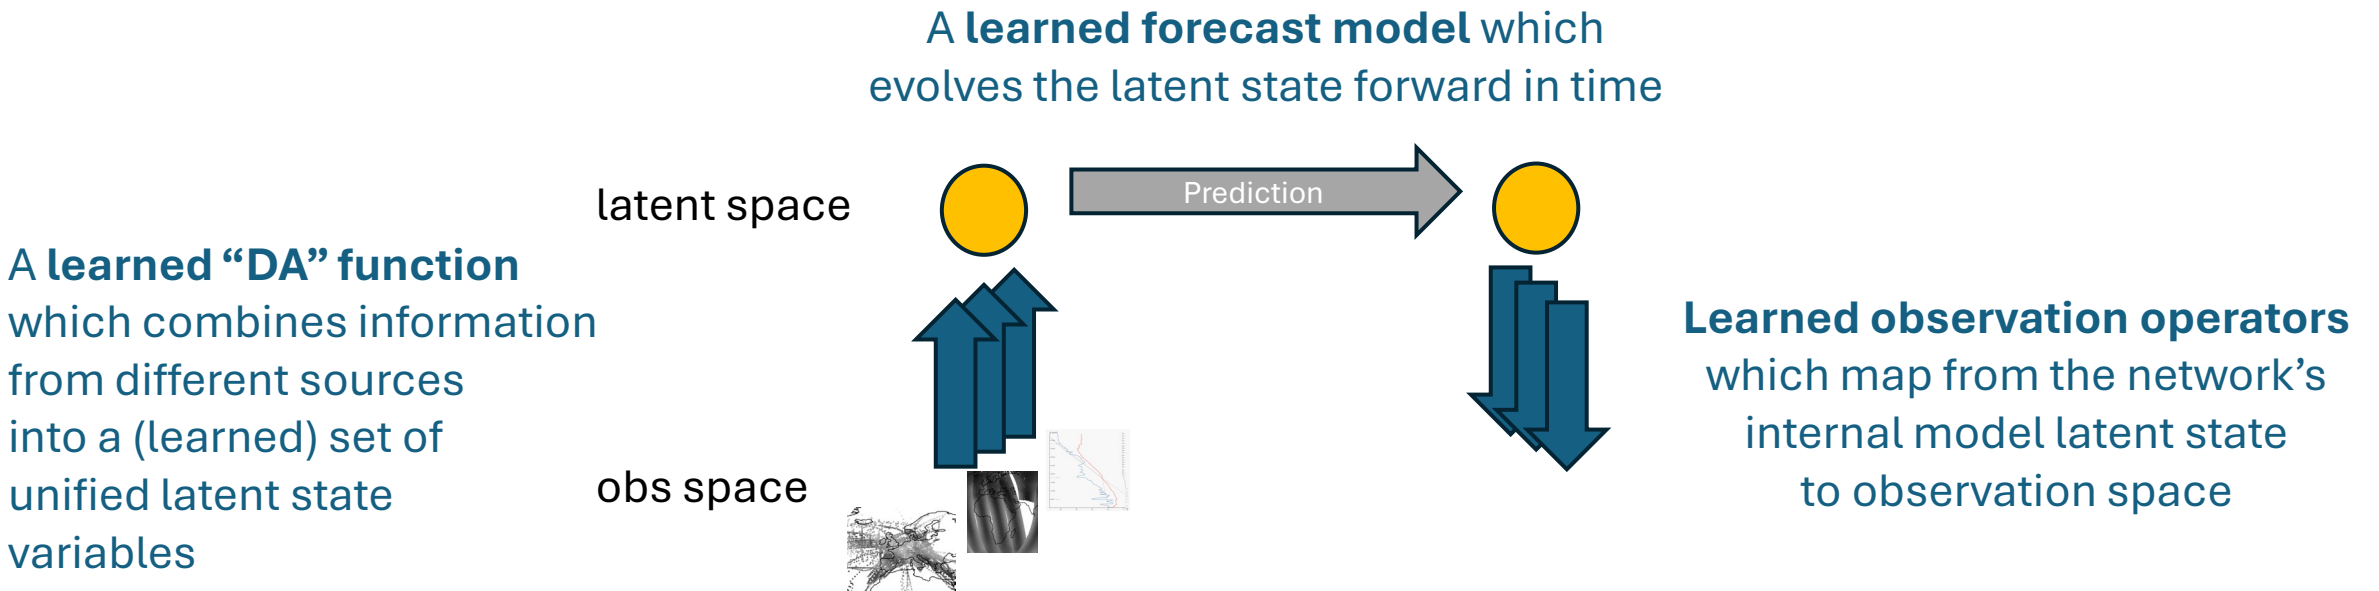 A learned forecast model which
evolves the latent state forward in time
latent space
Prediction
A learned “DA” function
which combines information
from different sources
into a (learned) set of
unified latent state
variables
obs space
Learned observation operators
which map from the network’s
internal model latent state
to observation space